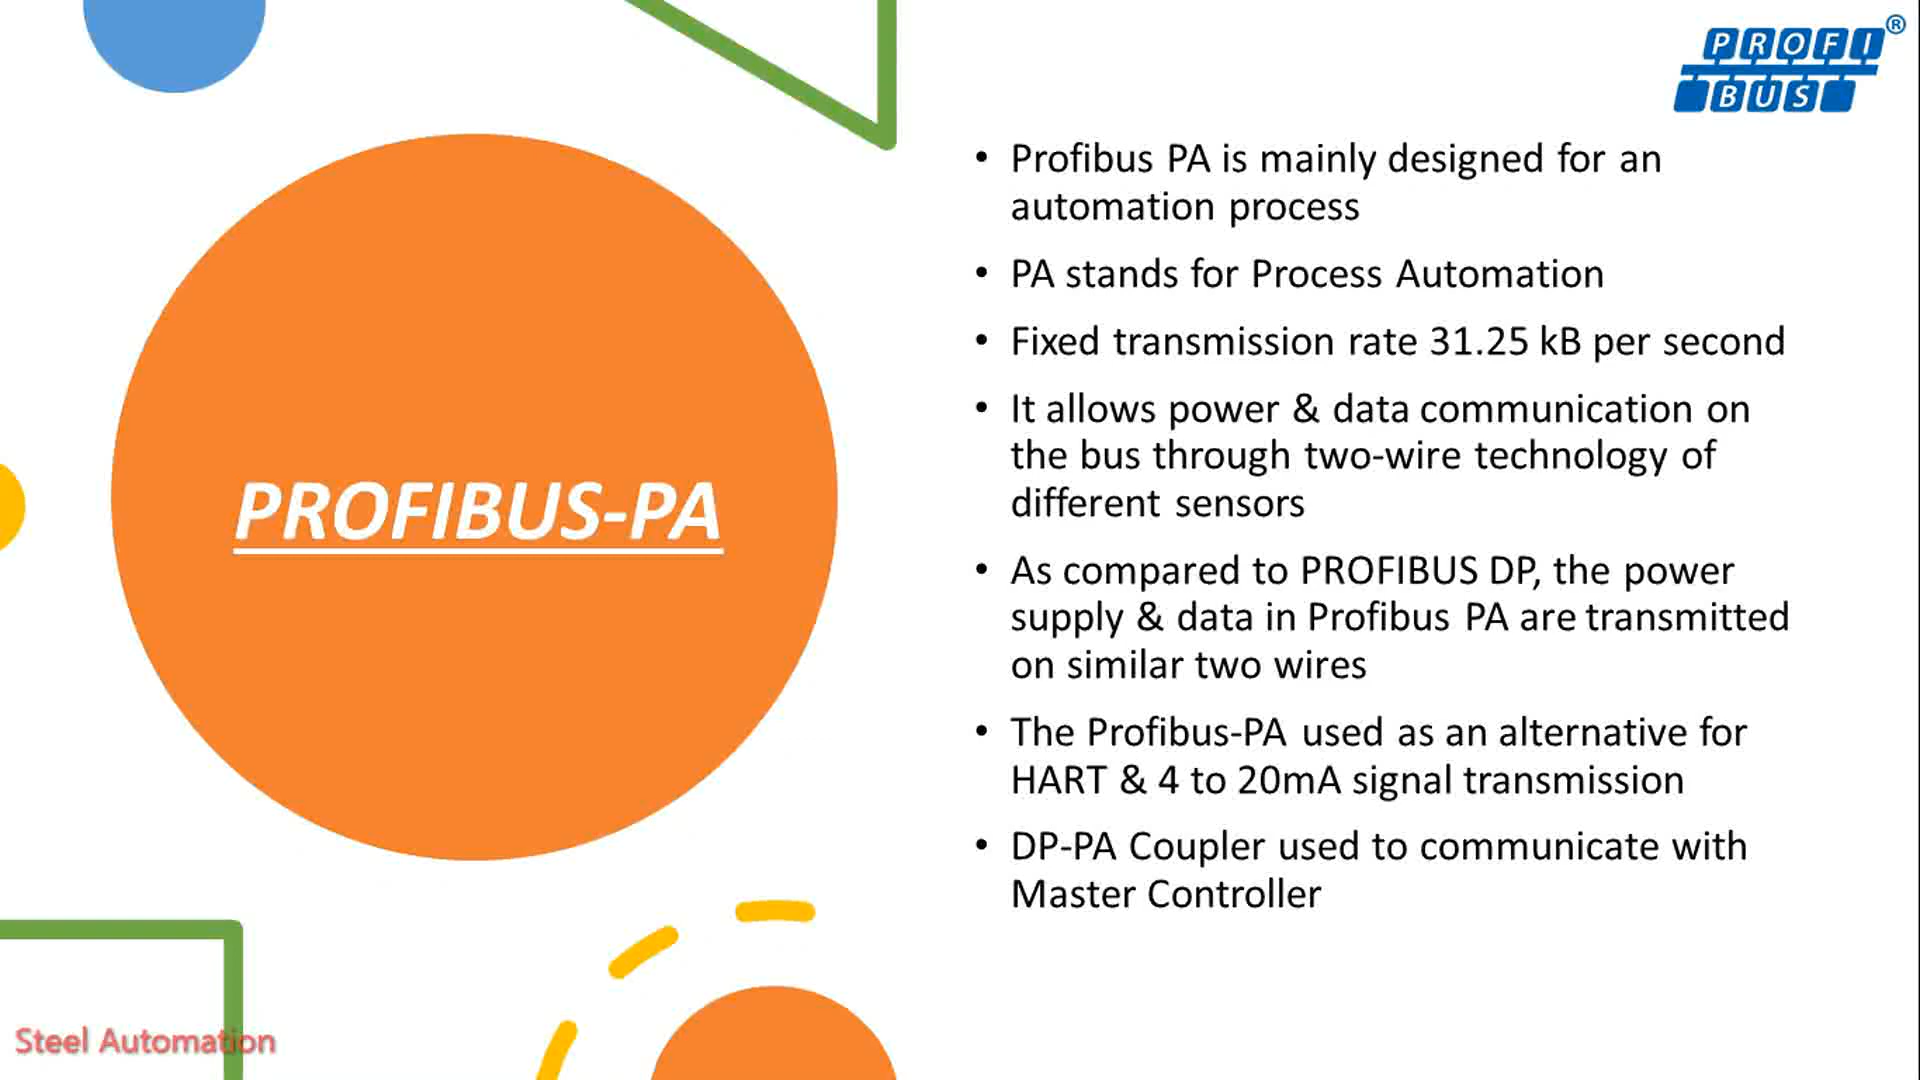 PROFI®
BUS
PROFIBUS-PA
• Profibus PA is mainly designed for an
automation process
• PA stands for Process Automation
• Fixed transmission rate 31.25 kB per second
• It allows power & data communication on
the bus through two-wire technology of
different sensors
• As compared to PROFIBUS DP, the power
supply & data in Profibus PA are transmitted
on similar two wires
• The Profibus-PA used as an alternative for
HART & 4 to 20mA signal transmission
• DP-PA Coupler used to communicate with
Master Controller
Steel Automation